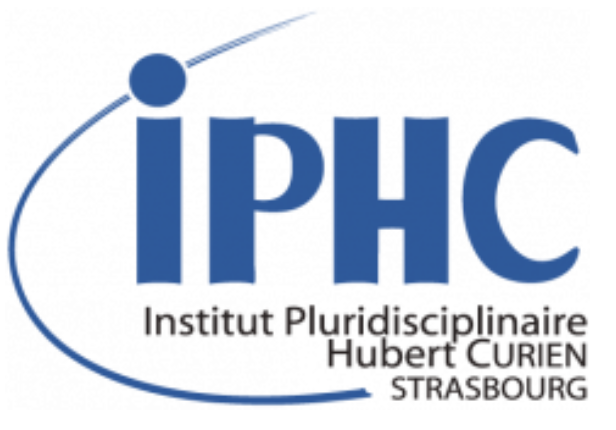 iPHC
Institut Pluridisciplinaire
Hubert CURIEN
STRASBOURG